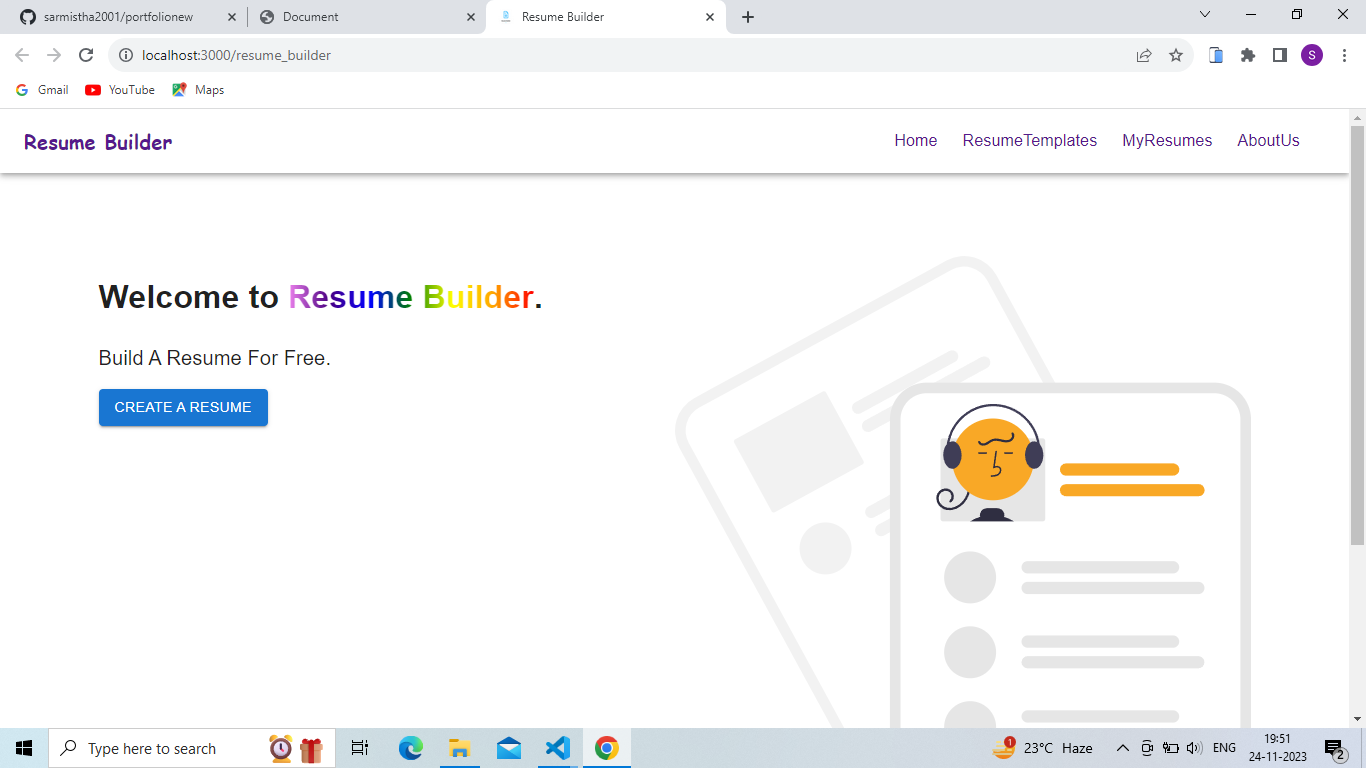 sarmistha2001/portfolionew
Document
Resume Builder
localhost:3000/resume_builder
S
Gmail
YouTube
Maps
Resume Builder
Home
ResumeTemplates
MyResumes
AboutUs
Welcome to Resume Builder.
Build A Resume For Free.
CREATE A RESUME
Type here to search
1
23°C Haze
ENG
19:51
24-11-2023
2